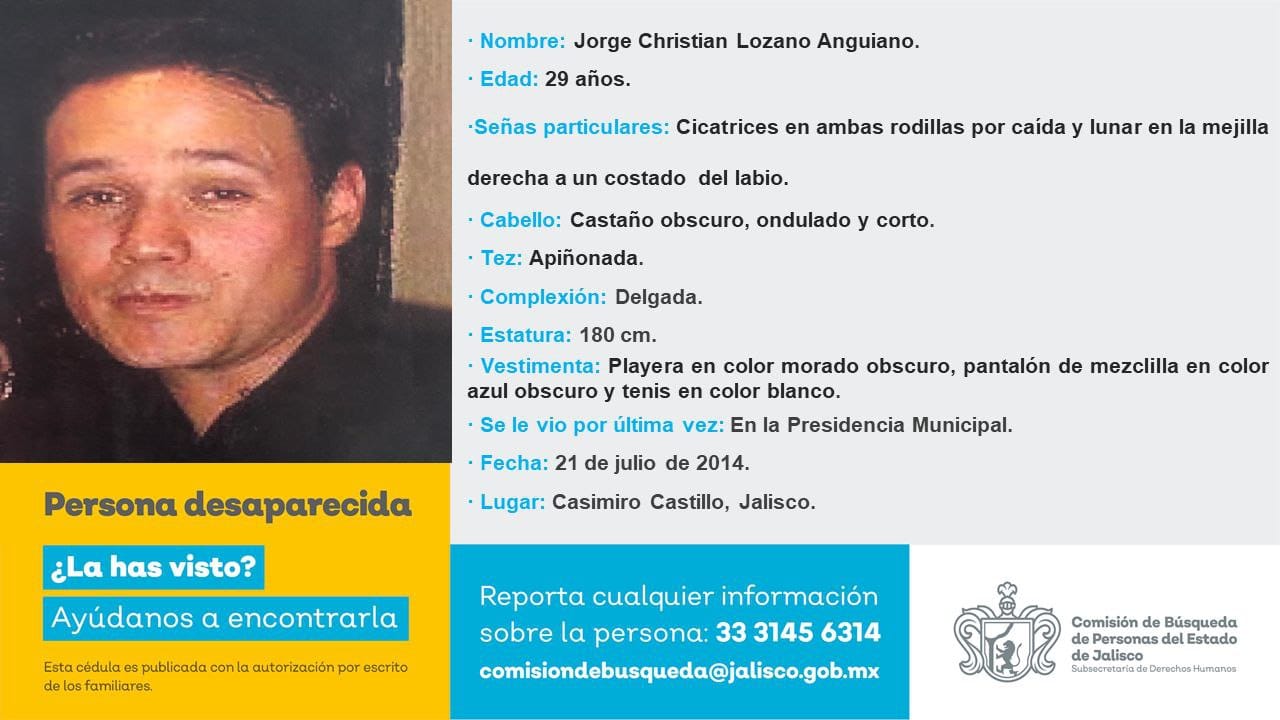 · Nombre: Jorge Christian Lozano Anguiano.
· Edad: 29 años.
·Señas particulares: Cicatrices en ambas rodillas por caída y lunar en la mejilla
derecha a un costado del labio.
· Cabello: Castaño obscuro, ondulado y corto.
· Tez: Apiñonada.
· Complexión: Delgada.
· Estatura: 180 cm.
· Vestimenta: Playera en color morado obscuro, pantalón de mezclilla en color
azul obscuro y tenis en color blanco.
· Se le vio por última vez: En la Presidencia Municipal.
· Fecha: 21 de julio de 2014.
· Lugar: Casimiro Castillo, Jalisco.
Persona desaparecida
¿La has visto?
Ayúdanos a encontrarla
Esta cédula es publicada con la autorización por escrito
de los familiares.
Reporta cualquier información
sobre la persona: 33 3145 6314
comisiondebusqueda@jalisco.gob.mx
Comisión de Búsqueda
de Personas del Estado
de Jalisco
Subsecretaría de Derechos Humanos